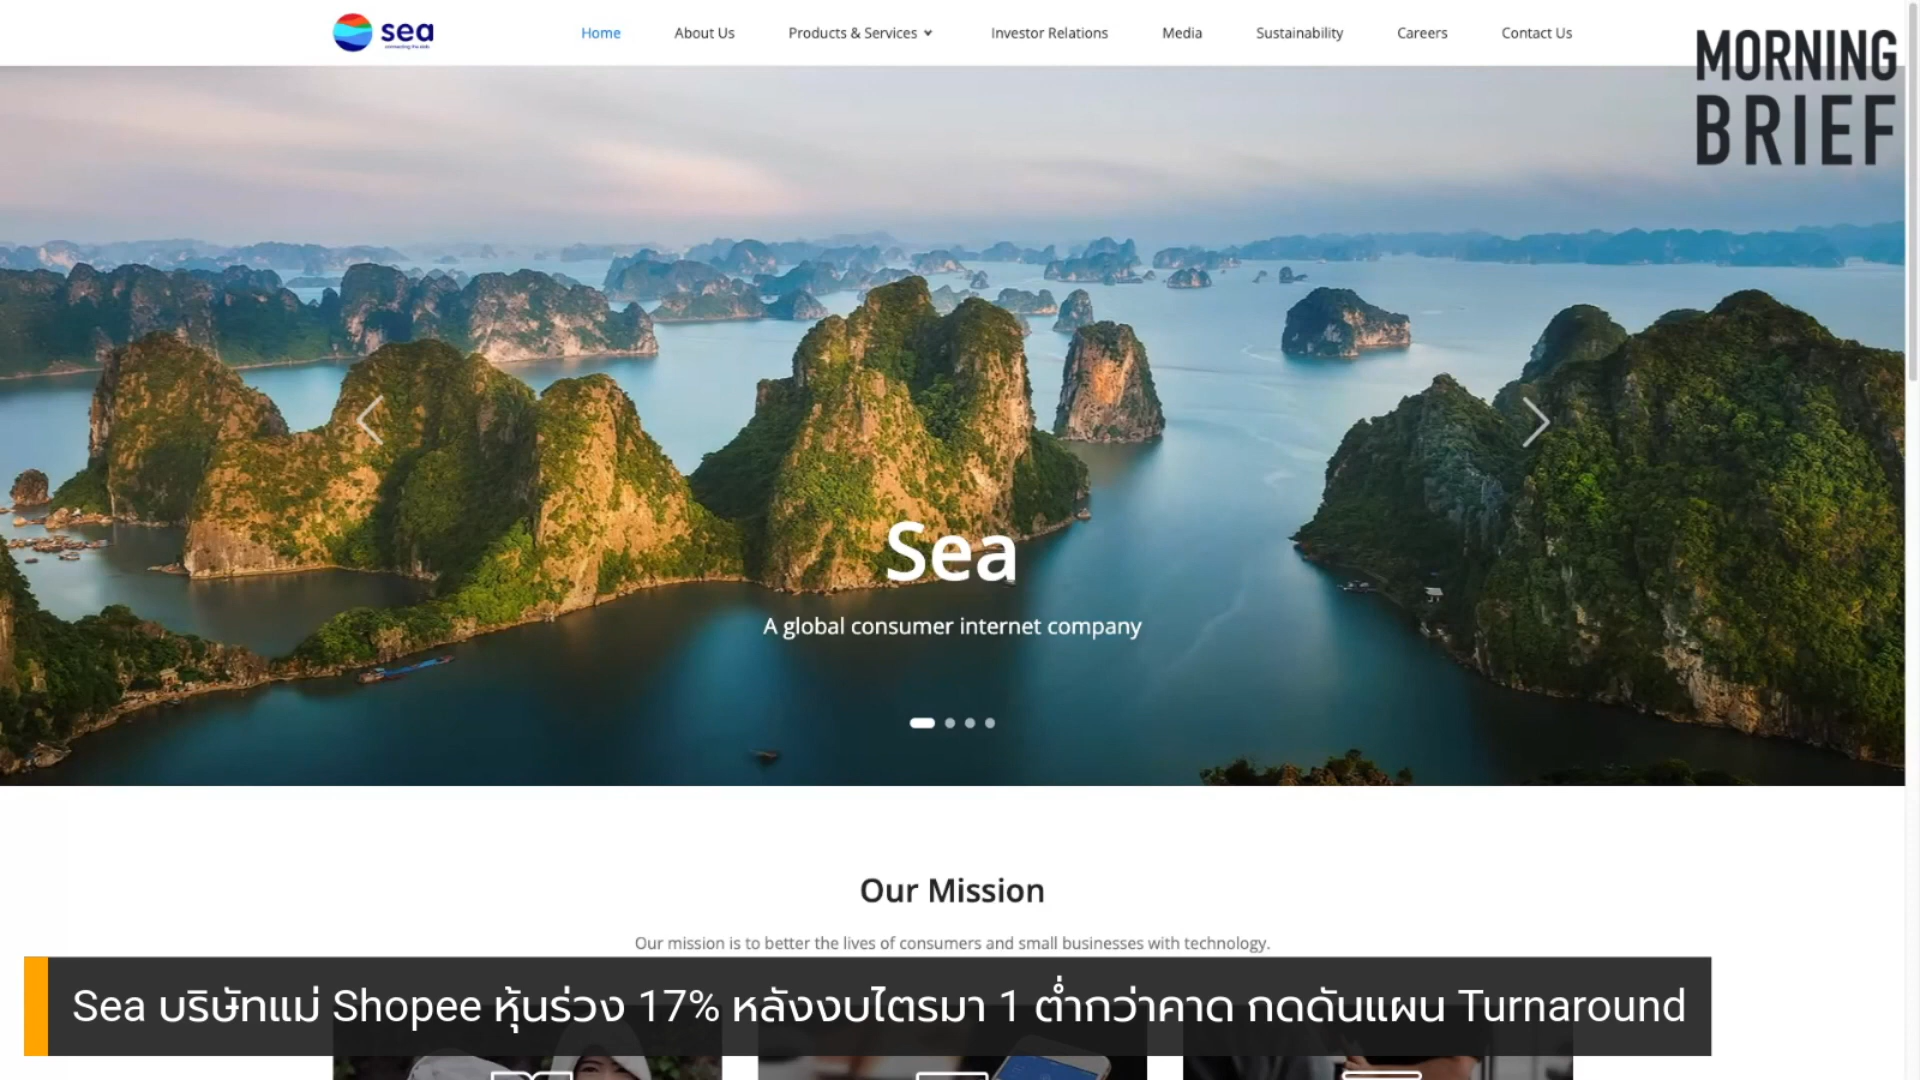 sea
connecting the dots
Home
About Us
Products & Services
Investor Relations
Media
Sustainability
Careers
Contact Us
MORNING
BRIEF
Sea
A global consumer internet company
Our Mission
Our mission is to better the lives of consumers and small businesses with technology.
Sea บริษัทแม่ Shopee หุ้นร่วง 17% หลังงบไตรมา 1 ต่ำกว่าคาด กดดันแผน Turnaround